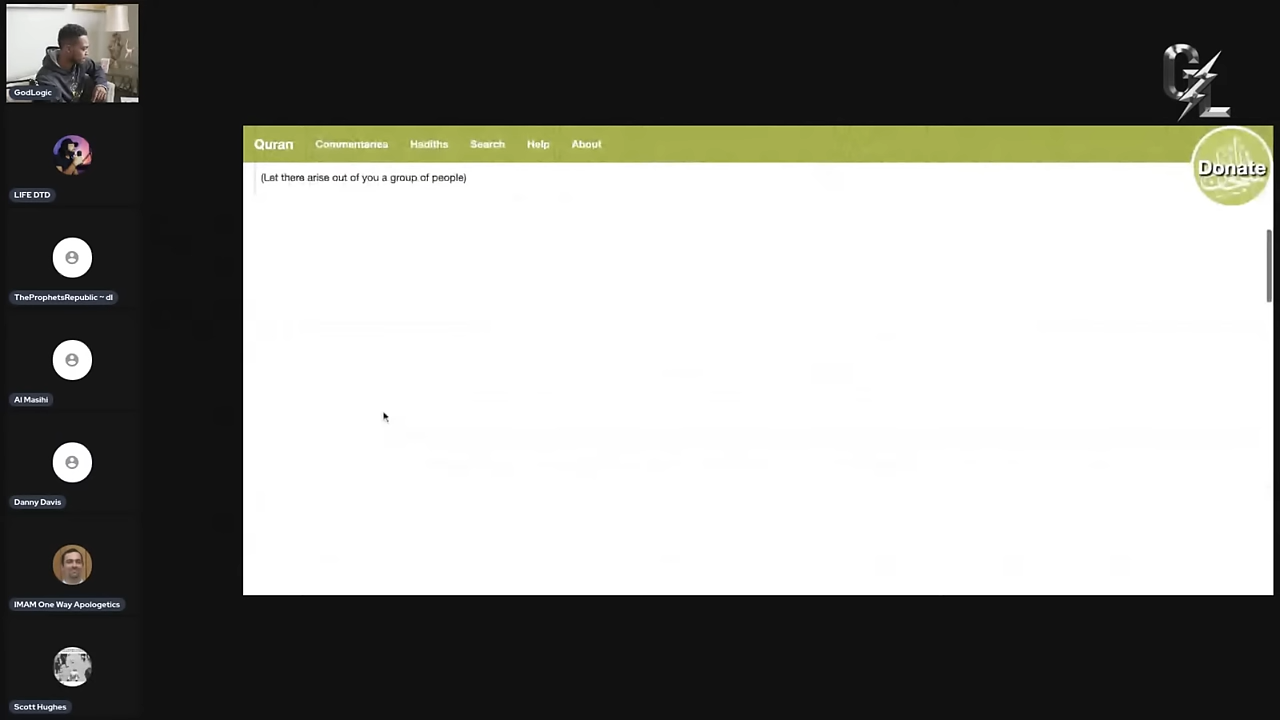 GodLogic
LIFE DTD
TheProphetsRepublic ~ dl
Al Masihi
Danny Davis
IMAM One Way Apologetics
Scott Hughes
GL
Quran Commentaries Hadiths Search Help About
Donate
(Let there arise out of you a group of people)